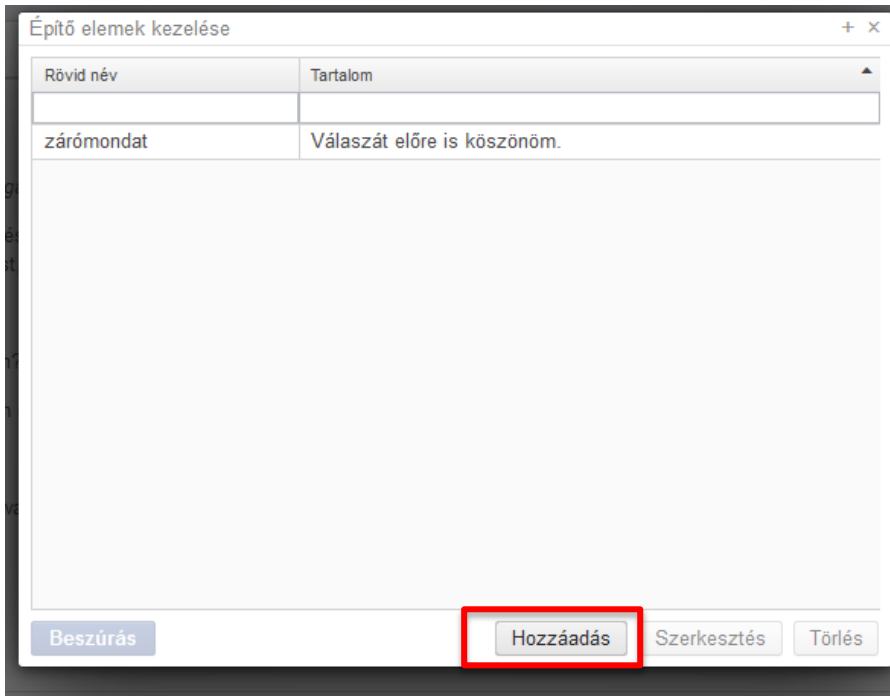 Építő elemek kezelése
Rövid név Tartalom
zárómondat Válaszát előre is köszönöm.
Beszúrás Hozzáadás Szerkesztés Törlés